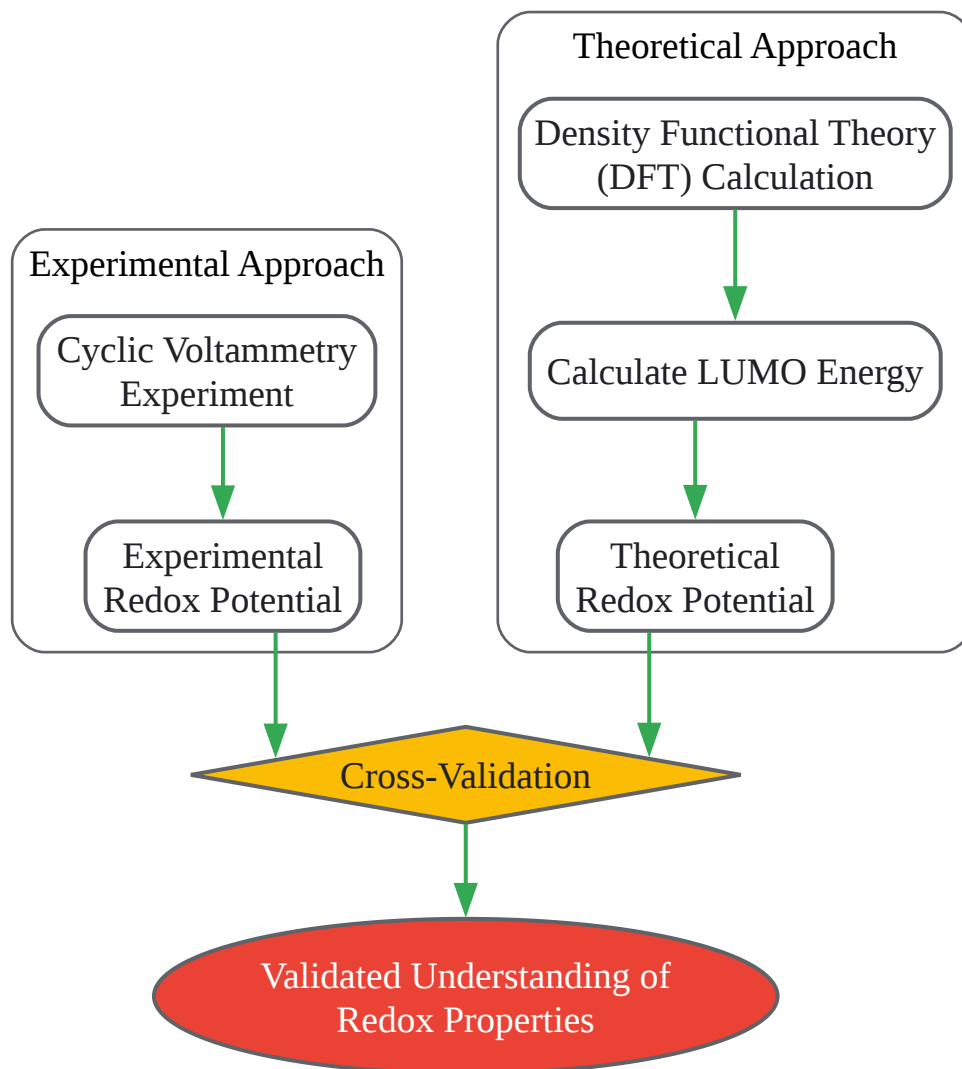 Theoretical Approach
Density Functional Theory
(DFT) Calculation
Experimental Approach
Cyclic Voltammetry
Experiment
Calculate LUMO Energy
Experimental
Redox Potential
Theoretical
Redox Potential
Cross-Validation
Validated Understanding of
Redox Properties